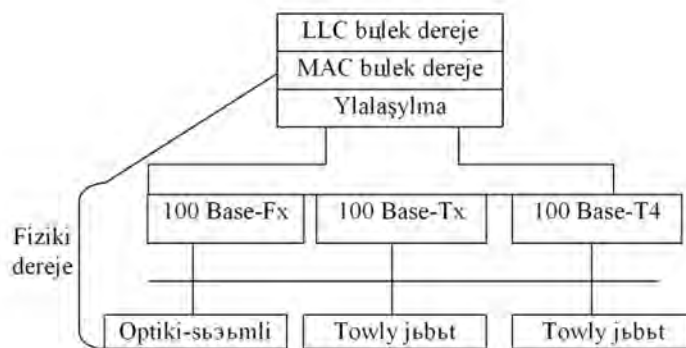 LLC bulek dereje
MAC bulek dereje
Ylalaşylma
100 Base-Fx
100 Base-Tx
100 Base-T4
Fiziki
dereje
Optiki-sьэьmli
Towly jьbьt
Towly jьbьt